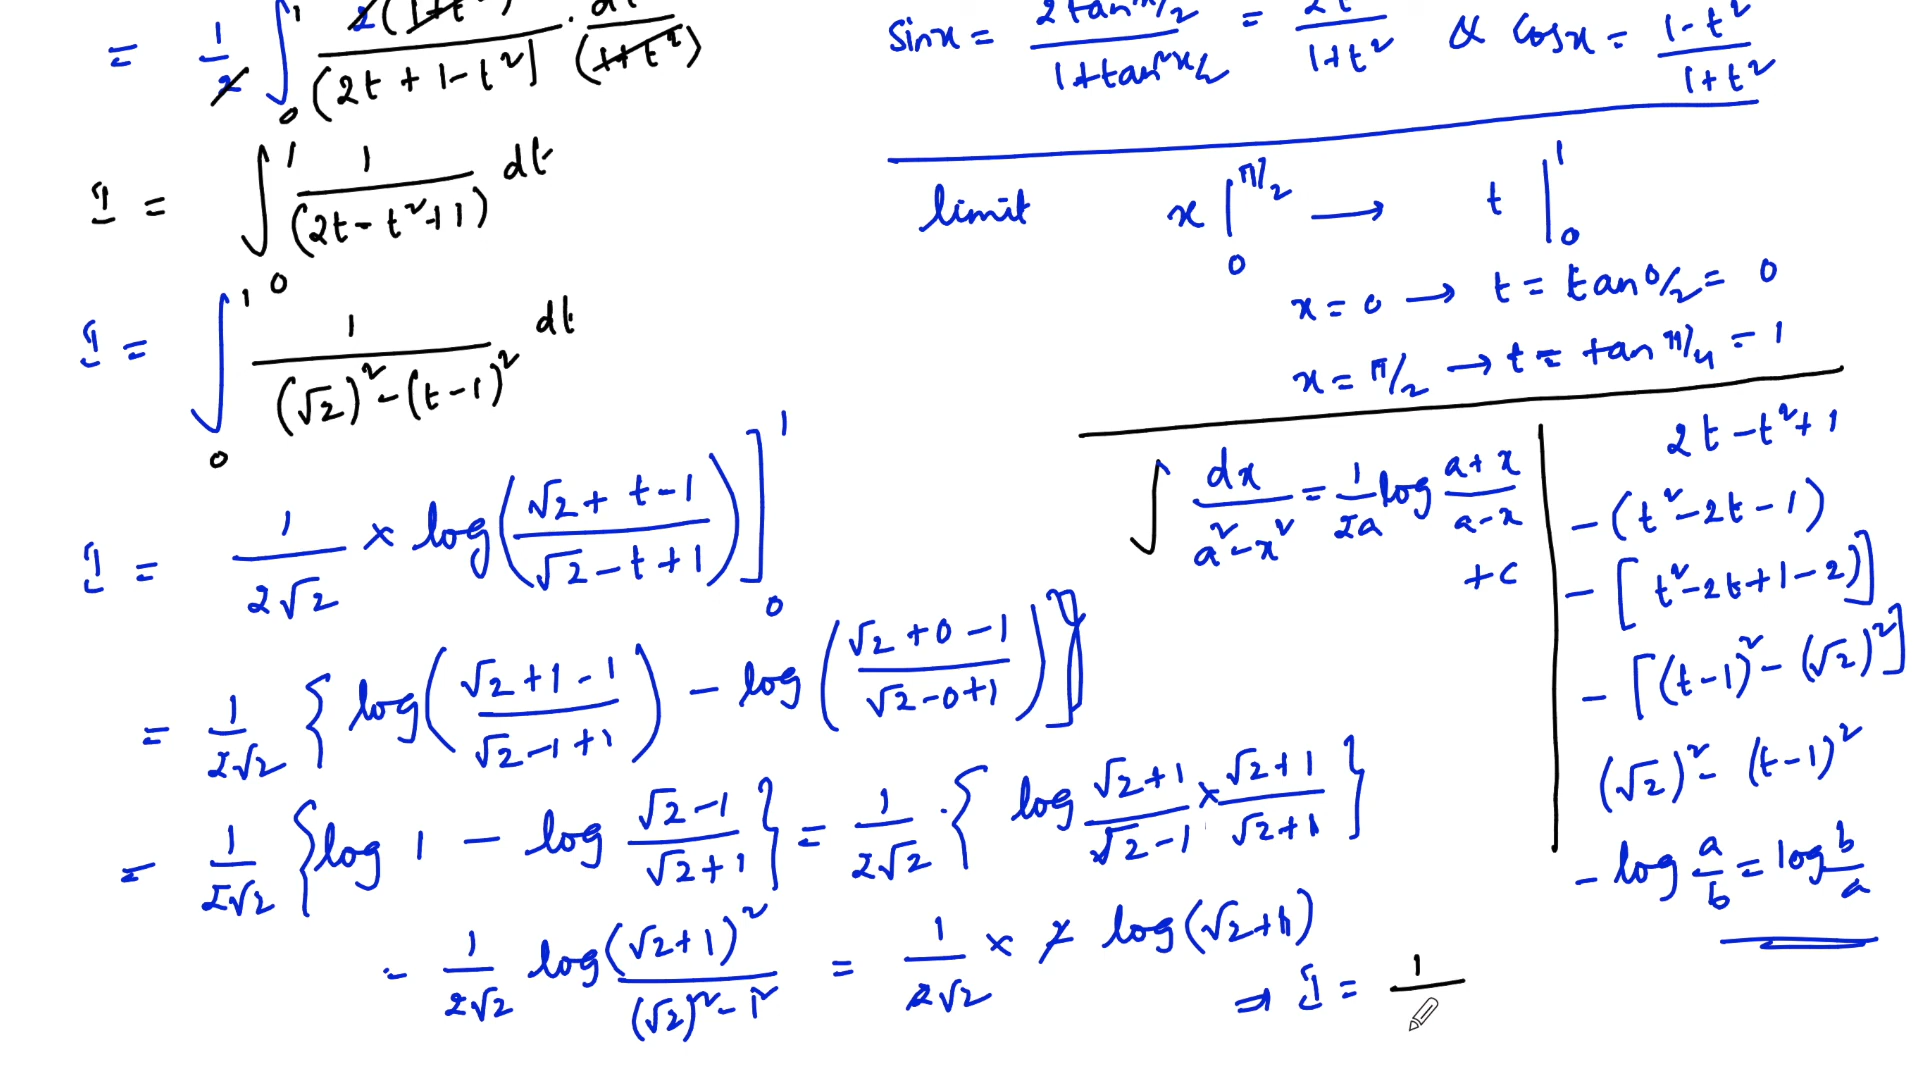 = 1/2 ∫₀¹ 2(1+t²)/(2t + 1 - t²) · dt/(1+t²)
I = ∫₀¹ 1/(2t - t² + 1) dt
I = ∫₀¹ 1/((√2)² - (t-1)²) dt
I = 1/(2√2) × log((√2 + t - 1)/(√2 - t + 1))]₀¹
= 1/(2√2) { log((√2 + 1 - 1)/(√2 - 1 + 1)) - log((√2 + 0 - 1)/(√2 - 0 + 1)) }
= 1/(2√2) { log 1 - log (√2 - 1)/(√2 + 1) } = 1/(2√2) · { log (√2 + 1)/(√2 - 1) × (√2 + 1)/(√2 + 1) }
= 1/(2√2) log (√2 + 1)²/((√2)² - 1²) = 1/(2√2) × 2 log(√2 + 1)
⇒ I = 1/
Sinx = 2 tan x/2 / (1 + tan² x/2) = 2t/(1+t²) & Cosx = (1-t²)/(1+t²)
limit x |₀^(π/2) → t |₀¹
x = 0 → t = tan 0/2 = 0
x = π/2 → t = tan π/4 = 1
∫ dx/(a² - x²) = 1/2a log (a+x)/(a-x)
+ c
2t - t² + 1
- (t² - 2t - 1)
- [t² - 2t + 1 - 2)]
- [(t-1)² - (√2)²]
(√2)² - (t-1)²
- log a/b = log b/a